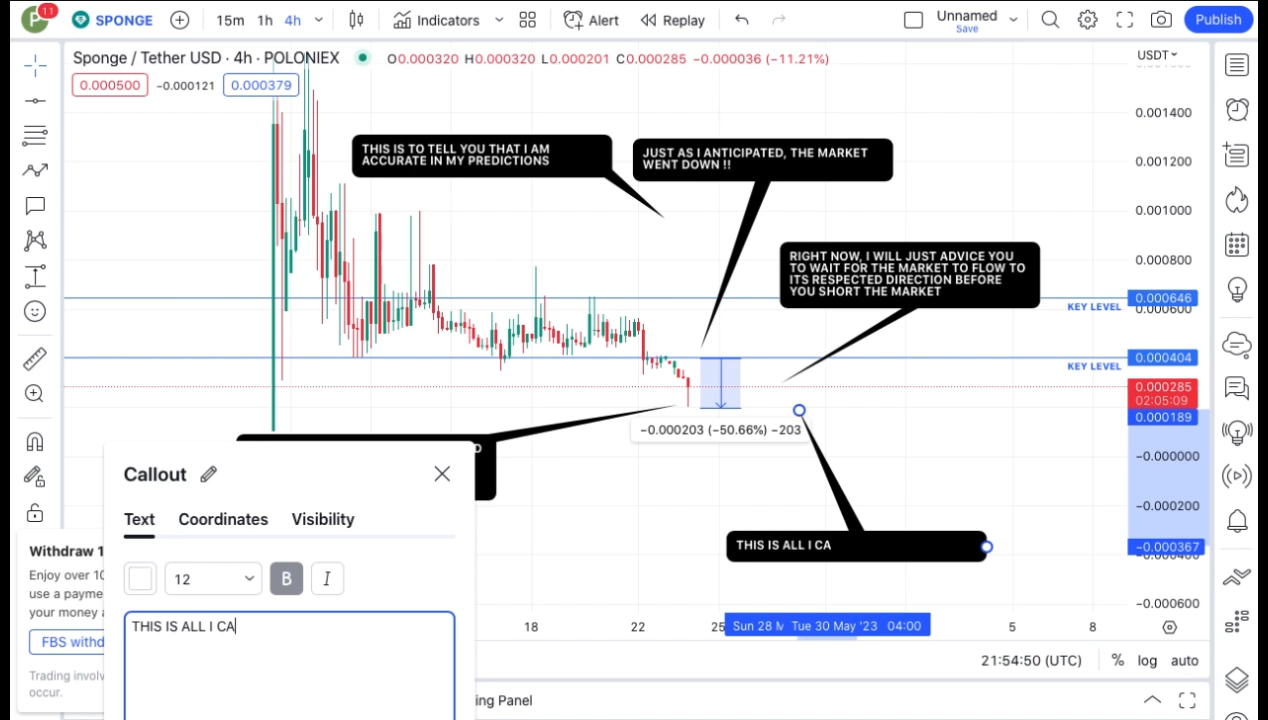 P 11 SPONGE 15m 1h 4h Indicators Alert Replay Unnamed Save Publish
Sponge / Tether USD · 4h · POLONIEX O0.000320 H0.000320 L0.000201 C0.000285 −0.000036 (−11.21%) USDT
0.000500 −0.000121 0.000379
0.001400
THIS IS TO TELL YOU THAT I AM
ACCURATE IN MY PREDICTIONS
JUST AS I ANTICIPATED, THE MARKET
WENT DOWN !!
0.001200
0.001000
RIGHT NOW, I WILL JUST ADVICE YOU
TO WAIT FOR THE MARKET TO FLOW TO
ITS RESPECTED DIRECTION BEFORE
YOU SHORT THE MARKET
0.000800
0.000646
KEY LEVEL 0.000600
0.000404
KEY LEVEL
0.000285
02:05:09
0.000189
−0.000203 (−50.66%) −203
−0.000000
−0.000200
THIS IS ALL I CA
−0.000367
−0.000400
−0.000600
Callout
Text Coordinates Visibility
12 B I
THIS IS ALL I CA
Withdraw 1
Enjoy over 10
use a payme
your money a
FBS withd
Trading involv
occur.
18 22 25 Sun 28 M Tue 30 May '23 04:00 5 8
21:54:50 (UTC) % log auto
ing Panel